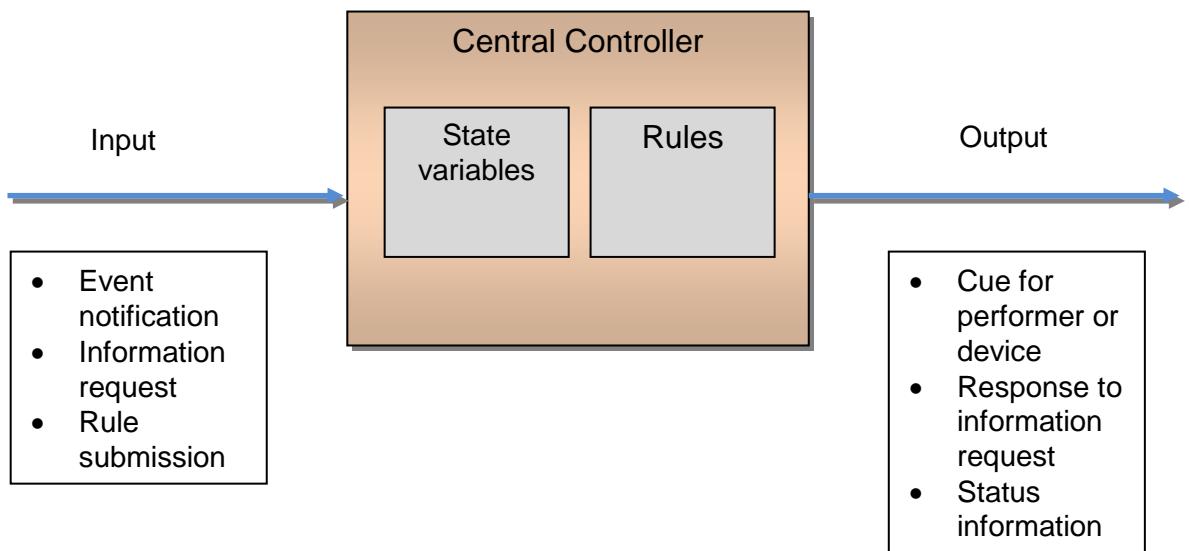 Central Controller
Input
State
variables
Rules
Output
• Event
notification
• Information
request
• Rule
submission
• Cue for
performer or
device
• Response to
information
request
• Status
information